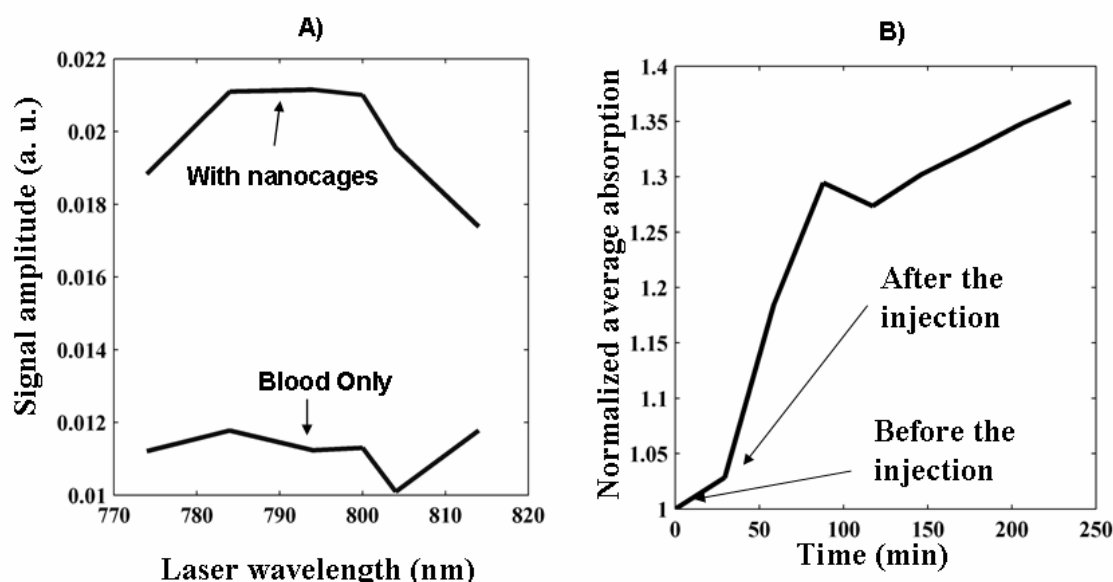 A)
Signal amplitude (a. u.)
0.022
0.02
0.018
0.016
0.014
0.012
0.01
With nanocages
Blood Only
770 780 790 800 810 820
Laser wavelength (nm)
B)
Normalized average absorption
1.4
1.35
1.3
1.25
1.2
1.15
1.1
1.05
1
After the
injection
Before the
injection
0 50 100 150 200 250
Time (min)